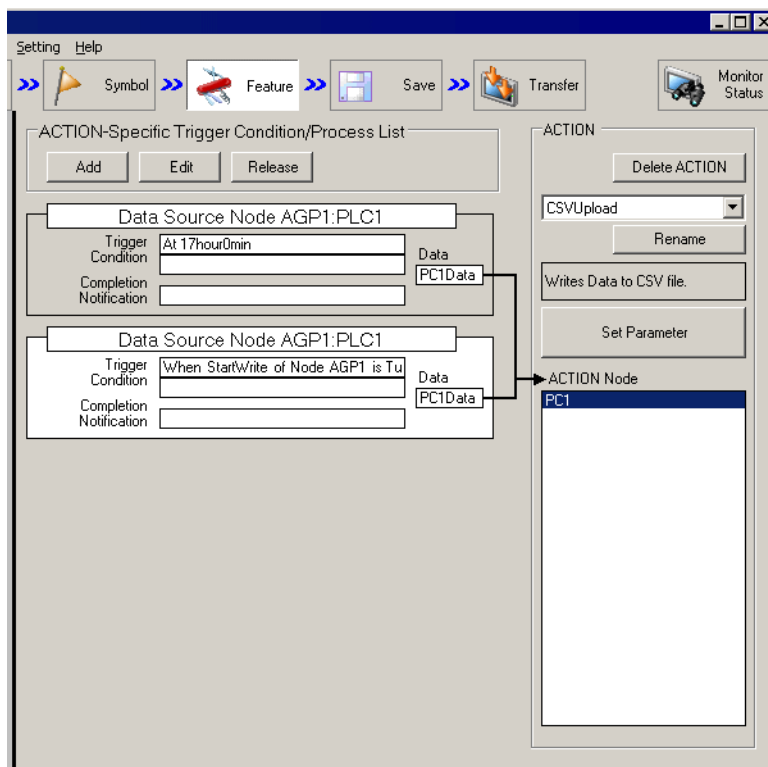 Setting Help
Symbol Feature Save Transfer Monitor Status
ACTION-Specific Trigger Condition/Process List
Add Edit Release
Data Source Node AGP1:PLC1
Trigger Condition
At 17hour0min
Data
PC1Data
Completion Notification
Data Source Node AGP1:PLC1
Trigger Condition
When StartWrite of Node AGP1 is Tu
Data
PC1Data
Completion Notification
ACTION
Delete ACTION
CSVUpload
Rename
Writes Data to CSV file.
Set Parameter
ACTION Node
PC1